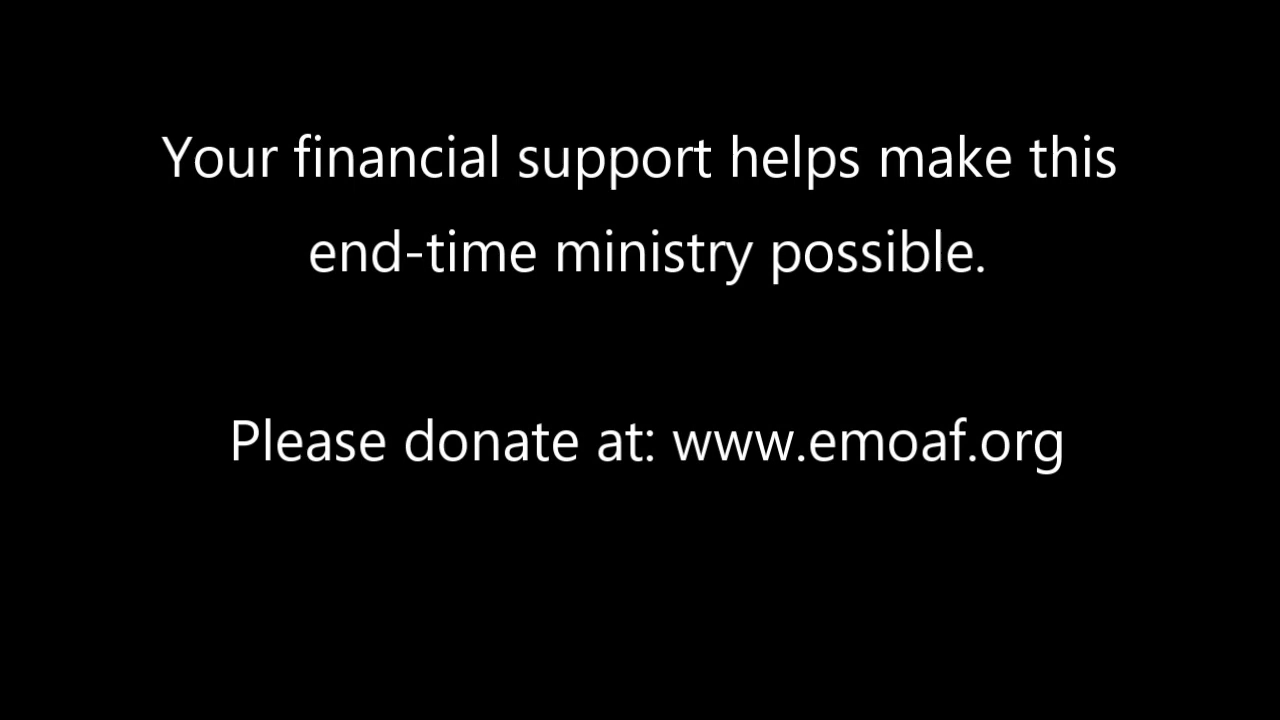 Your financial support helps make this
end-time ministry possible.
Please donate at: www.emoaf.org